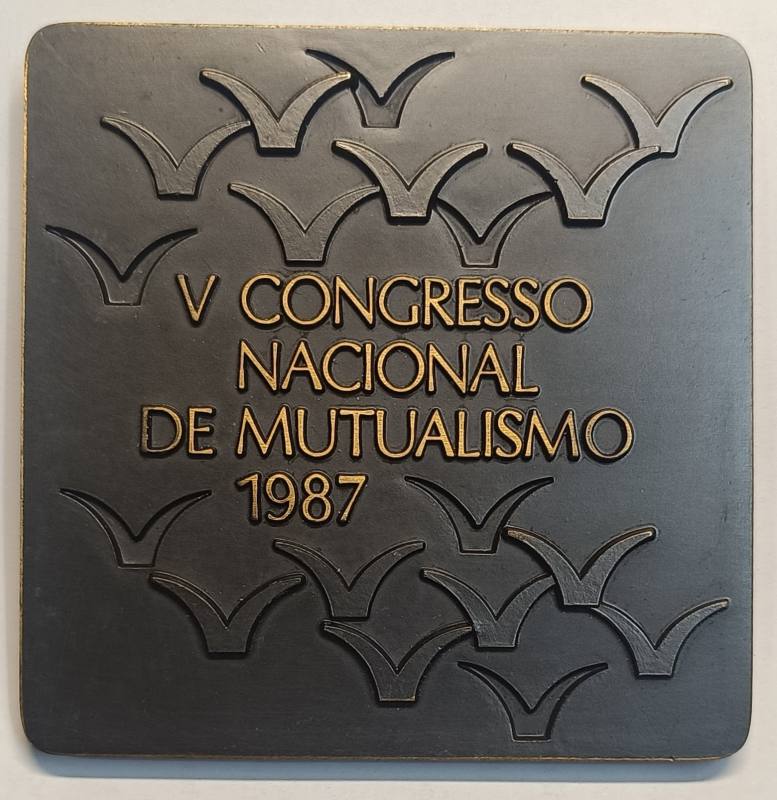 V CONGRESSO
NACIONAL
DE MUTUALISMO
1987